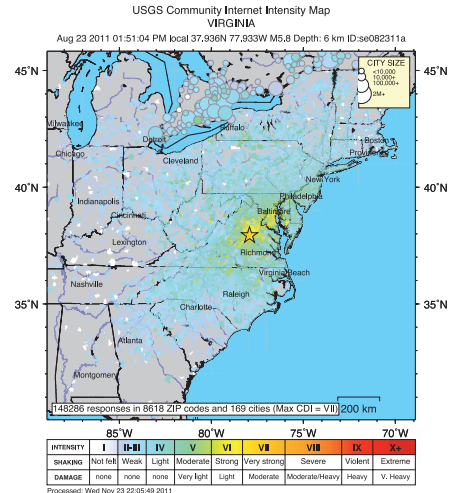 USGS Community Internet Intensity Map
VIRGINIA
Aug 23 2011 01:51:04 PM local 37.936N 77.933W M5.8 Depth: 6 km ID:se082311a
45°N
CITY SIZE
<10,000
10,000+
100,000+
2M+
45°N
Milwaukee
Detroit
Buffalo
Boston
Chicago
Cleveland
Providence
New York
40°N
Philadelphia
40°N
Indianapolis
Baltimore
Cincinnati
Lexington
Richmond
Nashville
Virginia Beach
35°N
Raleigh
35°N
Charlotte
Atlanta
Montgomery
148286 responses in 8618 ZIP codes and 169 cities (Max CDI = VII) 200 km
85°W 80°W 75°W 70°W
INTENSITY I II-III IV V VI VII VIII IX X+
SHAKING Not felt Weak Light Moderate Strong Very strong Severe Violent Extreme
DAMAGE none none none Very light Light Moderate Moderate/Heavy Heavy V. Heavy
Processed: Wed Nov 23 22:05:49 2011